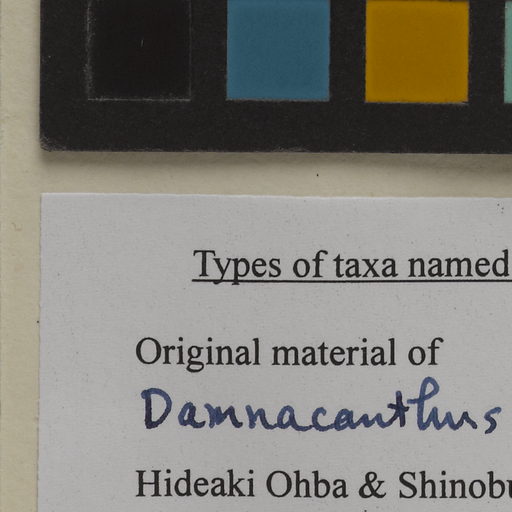 Types of taxa named
Original material of
Damnacanthus
Hideaki Ohba & Shinobu